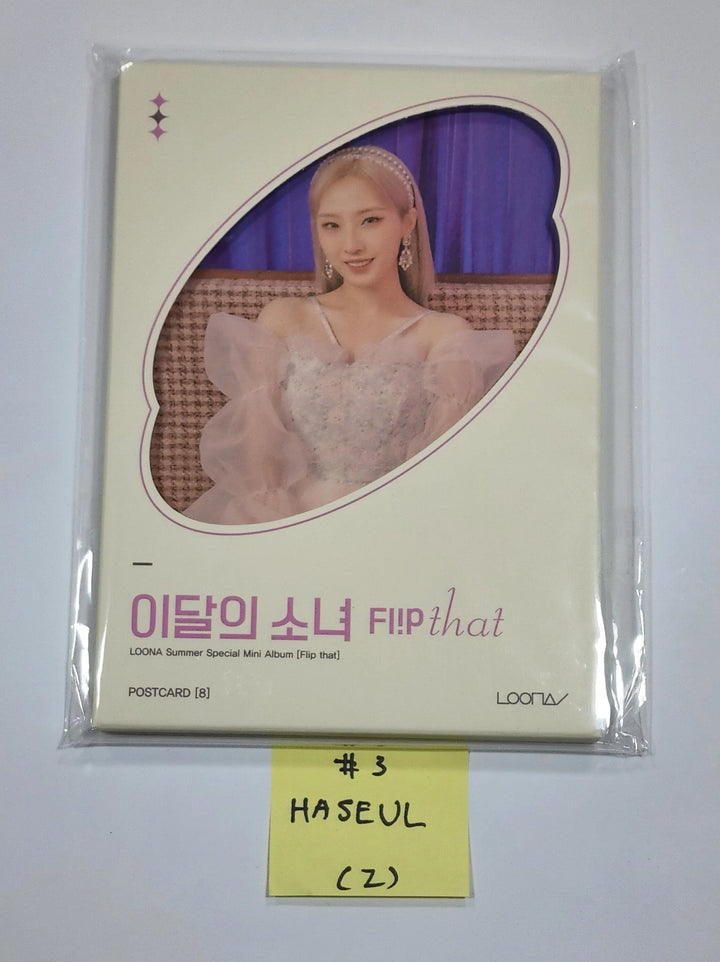 이달의 소녀 FL!P that
LOONA Summer Special Mini Album [Flip that]
POSTCARD [8]
LOONA
#3
HASEUL
(2)